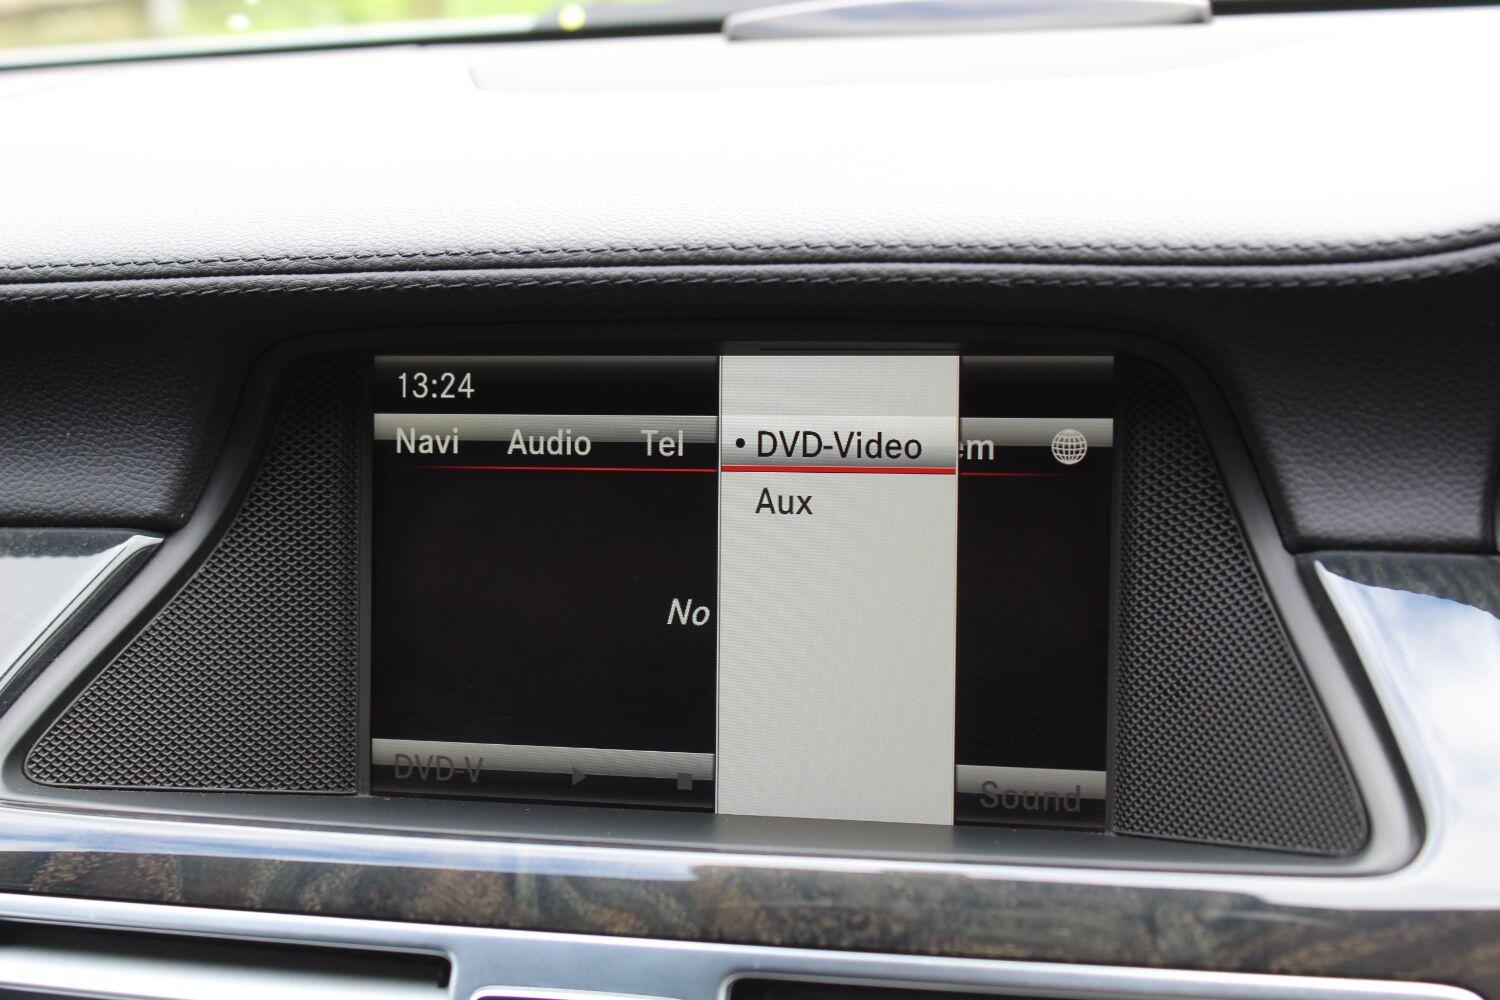 13:24
Navi Audio Tel • DVD-Video em
Aux
No
DVD-V Sound